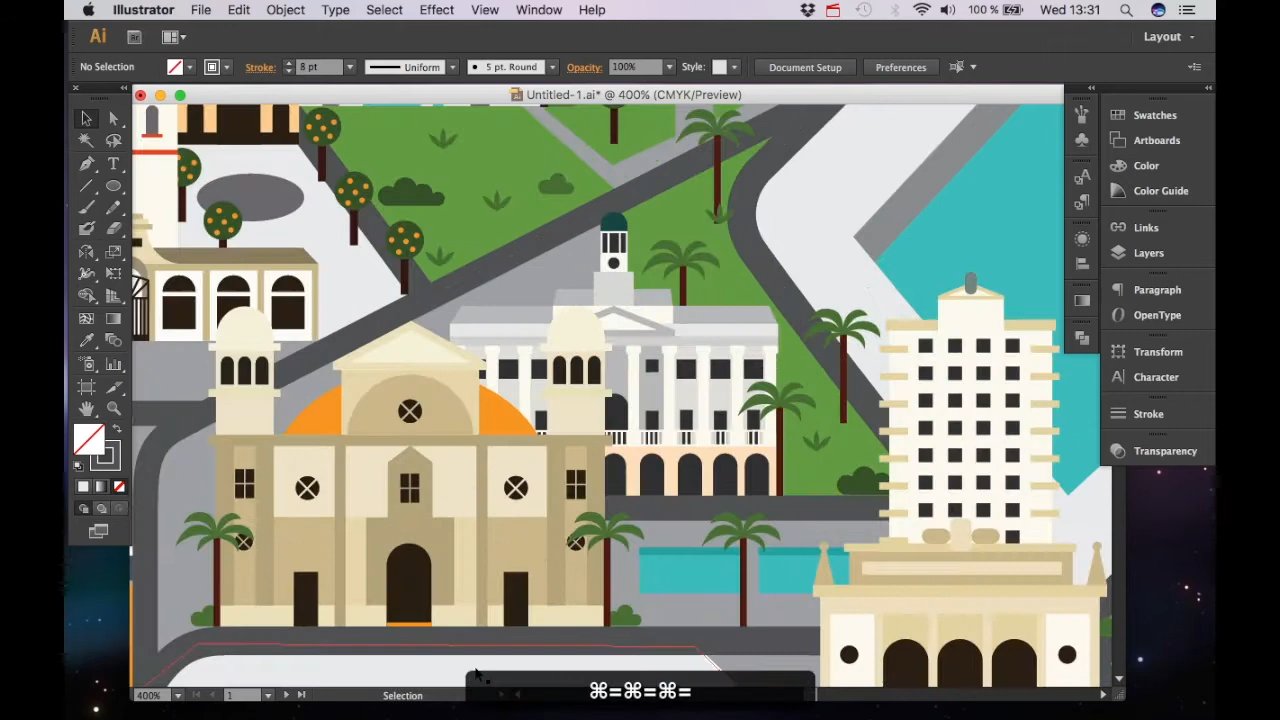 Illustrator File Edit Object Type Select Effect View Window Help 100 % Wed 13:31
Ai Br Layout
No Selection Stroke: 8 pt Uniform 5 pt. Round Opacity: 100% Style: Document Setup Preferences
Untitled-1.ai* @ 400% (CMYK/Preview)
Swatches
Artboards
Color
Color Guide
Links
Layers
Paragraph
OpenType
Transform
Character
Stroke
Transparency
400% 1 Selection
⌘=⌘=⌘=